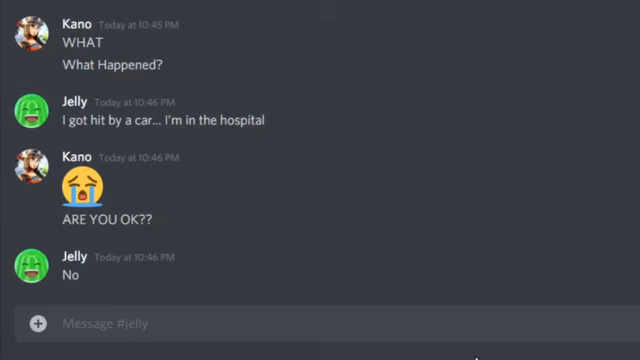 Kano Today at 10:45 PM
WHAT
What Happened?
Jelly Today at 10:46 PM
I got hit by a car... I'm in the hospital
Kano Today at 10:46 PM
ARE YOU OK??
Jelly Today at 10:46 PM
No
Message #jelly